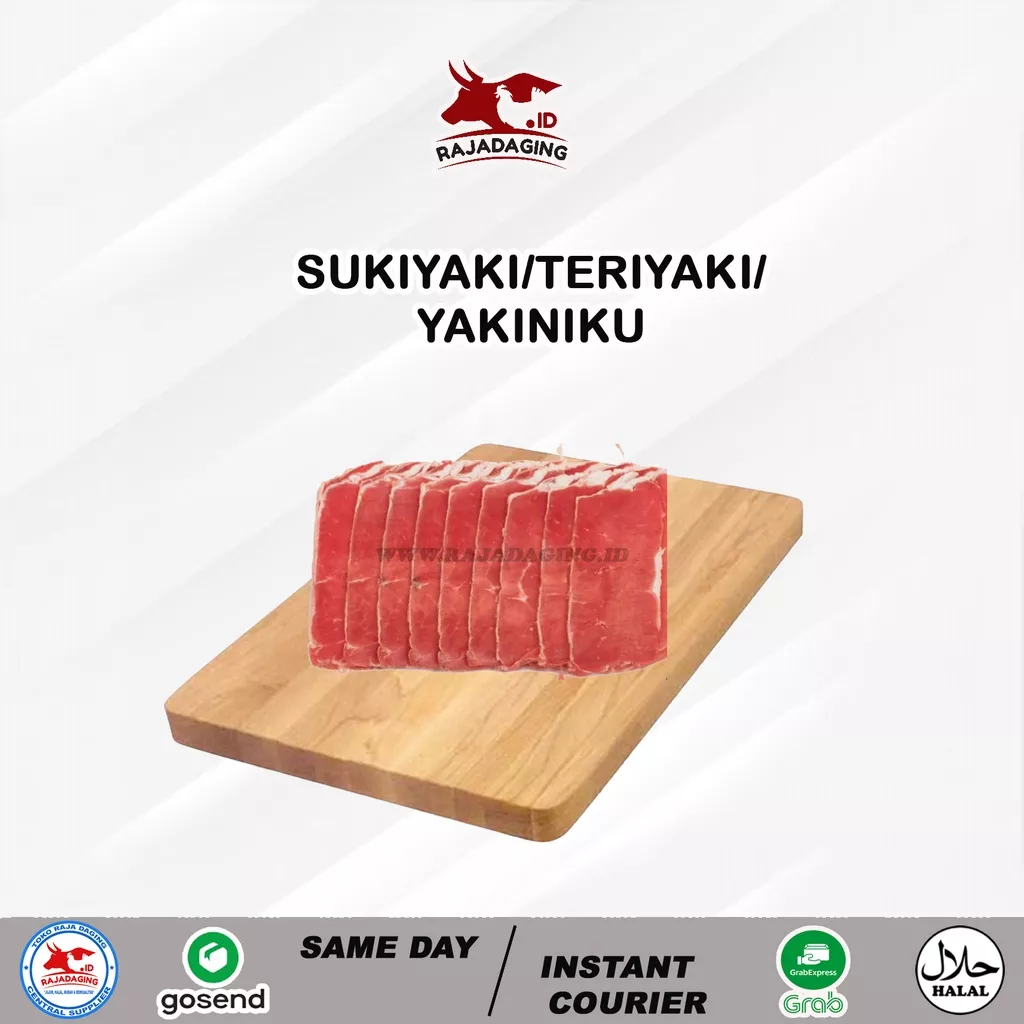 .ID
RAJADAGING
SUKIYAKI/TERIYAKI/
YAKINIKU
WWW.RAJADAGING.ID
TOKO RAJA DAGING
.ID
RAJADAGING
CENTRAL SUPPLIER
gosend
SAME DAY
/
INSTANT
COURIER
GrabExpress
Grab
حلال
HALAL